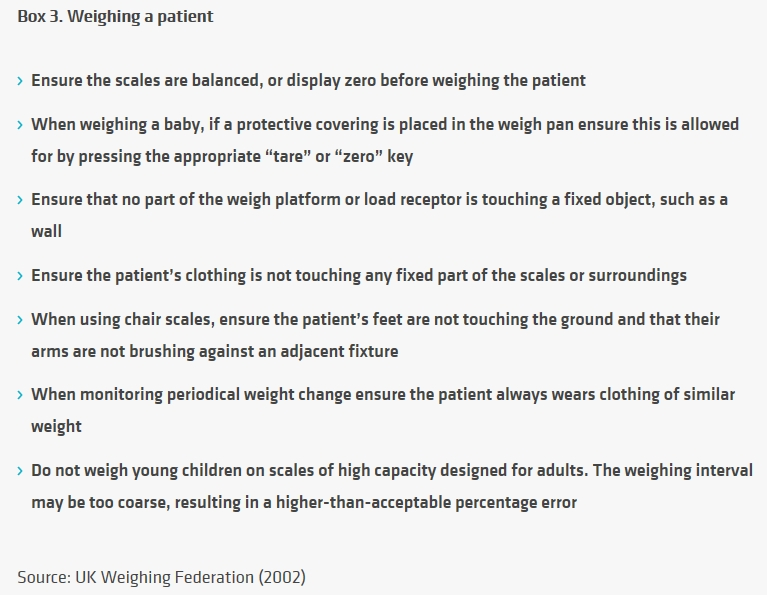 Box 3. Weighing a patient
› Ensure the scales are balanced, or display zero before weighing the patient
› When weighing a baby, if a protective covering is placed in the weigh pan ensure this is allowed
for by pressing the appropriate “tare” or “zero” key
› Ensure that no part of the weigh platform or load receptor is touching a fixed object, such as a
wall
› Ensure the patient’s clothing is not touching any fixed part of the scales or surroundings
› When using chair scales, ensure the patient’s feet are not touching the ground and that their
arms are not brushing against an adjacent fixture
› When monitoring periodical weight change ensure the patient always wears clothing of similar
weight
› Do not weigh young children on scales of high capacity designed for adults. The weighing interval
may be too coarse, resulting in a higher-than-acceptable percentage error
Source: UK Weighing Federation (2002)